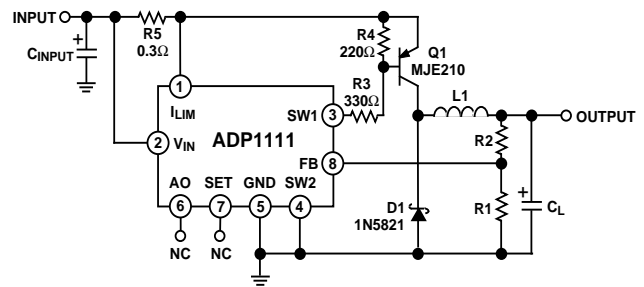 INPUT
R5
0.3Ω
CINPUT
+
R4
220Ω
Q1
MJE210
R3
330Ω
L1
OUTPUT
1
ILIM
2
VIN
ADP1111
SW1
3
FB
8
R2
AO
SET
GND
SW2
6
7
5
4
NC
NC
D1
1N5821
R1
+
CL